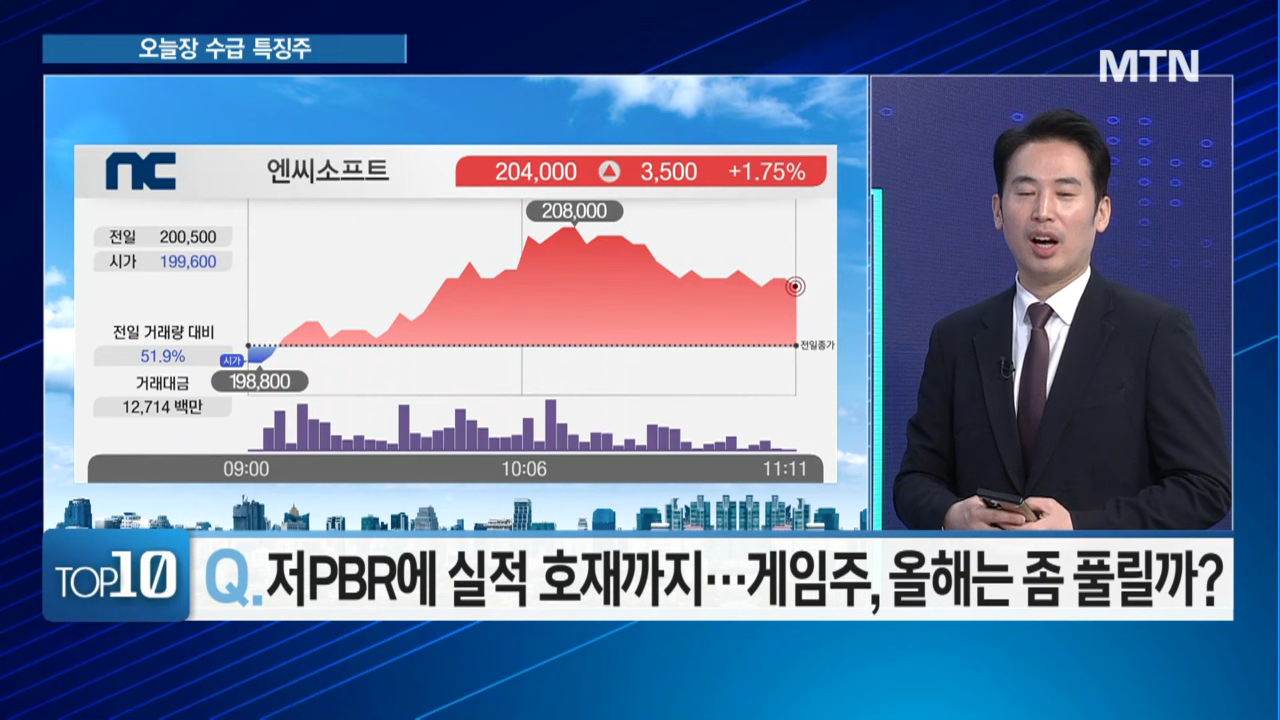 오늘장 수급 특징주
MTN
nc 엔씨소프트 204,000 3,500 +1.75%
208,000
전일 200,500
시가 199,600
전일 거래량 대비
51.9%
시가
전일종가
198,800
거래대금
12,714 백만
09:00 10:06 11:11
TOP10 Q. 저PBR에 실적 호재까지…게임주, 올해는 좀 풀릴까?